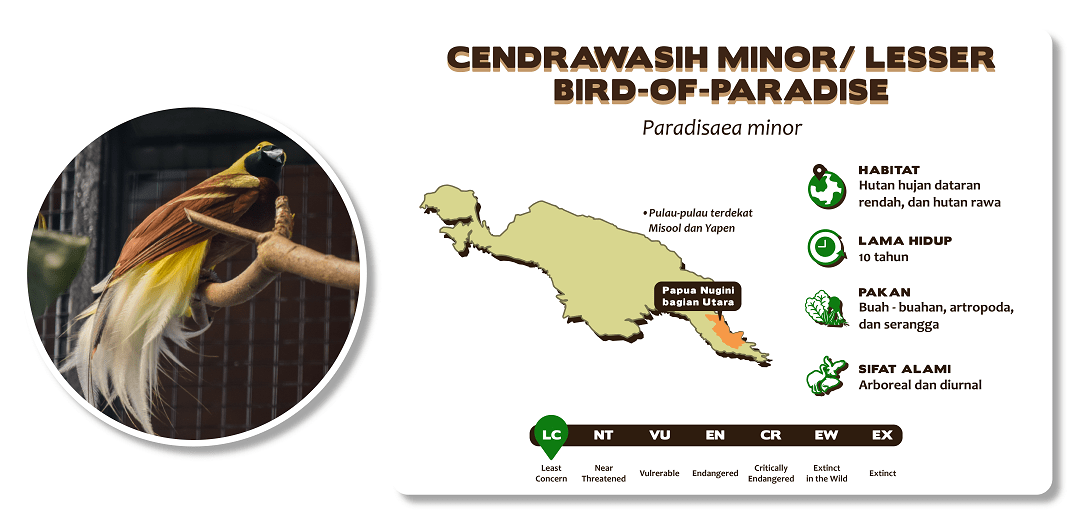 CENDRAWASIH MINOR/ LESSER
BIRD-OF-PARADISE
Paradisaea minor
•Pulau-pulau terdekat
Misool dan Yapen
Papua Nugini
bagian Utara
HABITAT
Hutan hujan dataran
rendah, dan hutan rawa
LAMA HIDUP
10 tahun
PAKAN
Buah - buahan, artropoda,
dan serangga
SIFAT ALAMI
Arboreal dan diurnal
LC NT VU EN CR EW EX
Least
Concern
Near
Threatened
Vulrerable
Endangered
Critically
Endangered
Extinct
in the Wild
Extinct